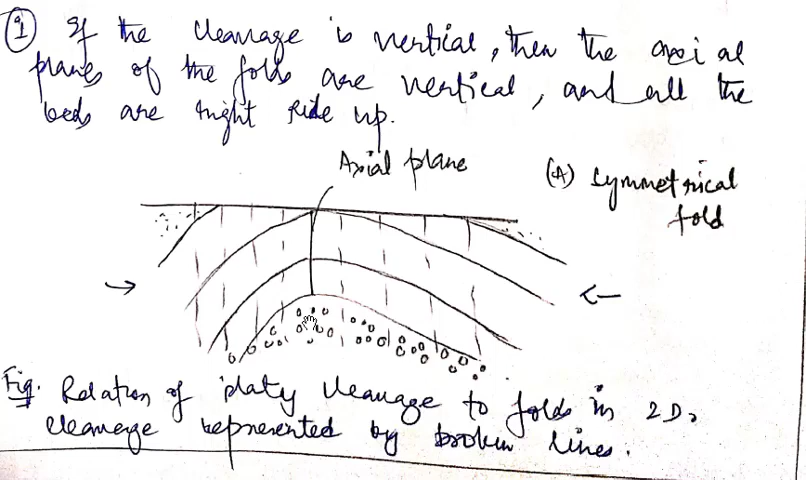 ① If the cleavage is vertical, then the axial
planes of the folds are vertical, and all the
beds are right side up.
Axial plane
(A) Symmetrical
fold
Fig. Relation of platy cleavage to folds in 2D,
cleavage represented by broken lines.